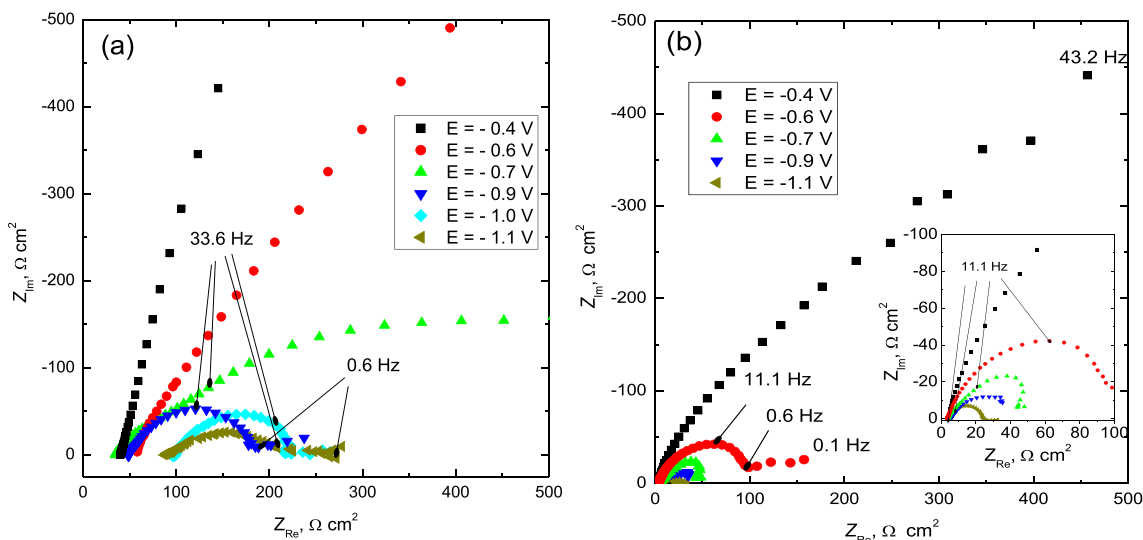 (a)
-500
-400
-300
-200
-100
0
Z_Im, Ω cm²
E = - 0.4 V
E = - 0.6 V
E = - 0.7 V
E = - 0.9 V
E = - 1.0 V
E = - 1.1 V
33.6 Hz
0.6 Hz
0 100 200 300 400 500
Z_Re, Ω cm²
(b)
-500
-400
-300
-200
-100
0
Z_Im, Ω cm²
43.2 Hz
E = -0.4 V
E = -0.6 V
E = -0.7 V
E = -0.9 V
E = -1.1 V
11.1 Hz
0.6 Hz
0.1 Hz
-100
-80
-60
-40
-20
0
Z_Im, Ω cm²
11.1 Hz
0 20 40 60 80 100
Z_Re, Ω cm²
0 100 200 300 400 500
Z_Re, Ω cm²